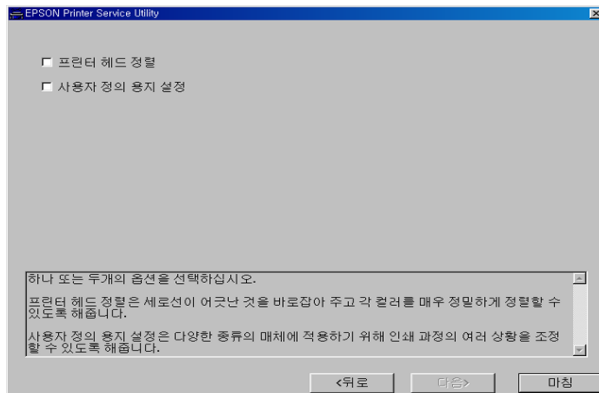 EPSON Printer Service Utility
프린터 헤드 정렬
사용자 정의 용지 설정
하나 또는 두개의 옵션을 선택하십시오.
프린터 헤드 정렬은 세로선이 어긋난 것을 바로잡아 주고 각 컬러를 매우 정밀하게 정렬할 수
있도록 해줍니다.
사용자 정의 용지 설정은 다양한 종류의 매체에 적용하기 위해 인쇄 과정의 여러 상황을 조정
할 수 있도록 해줍니다.
<뒤로
다음>
마침